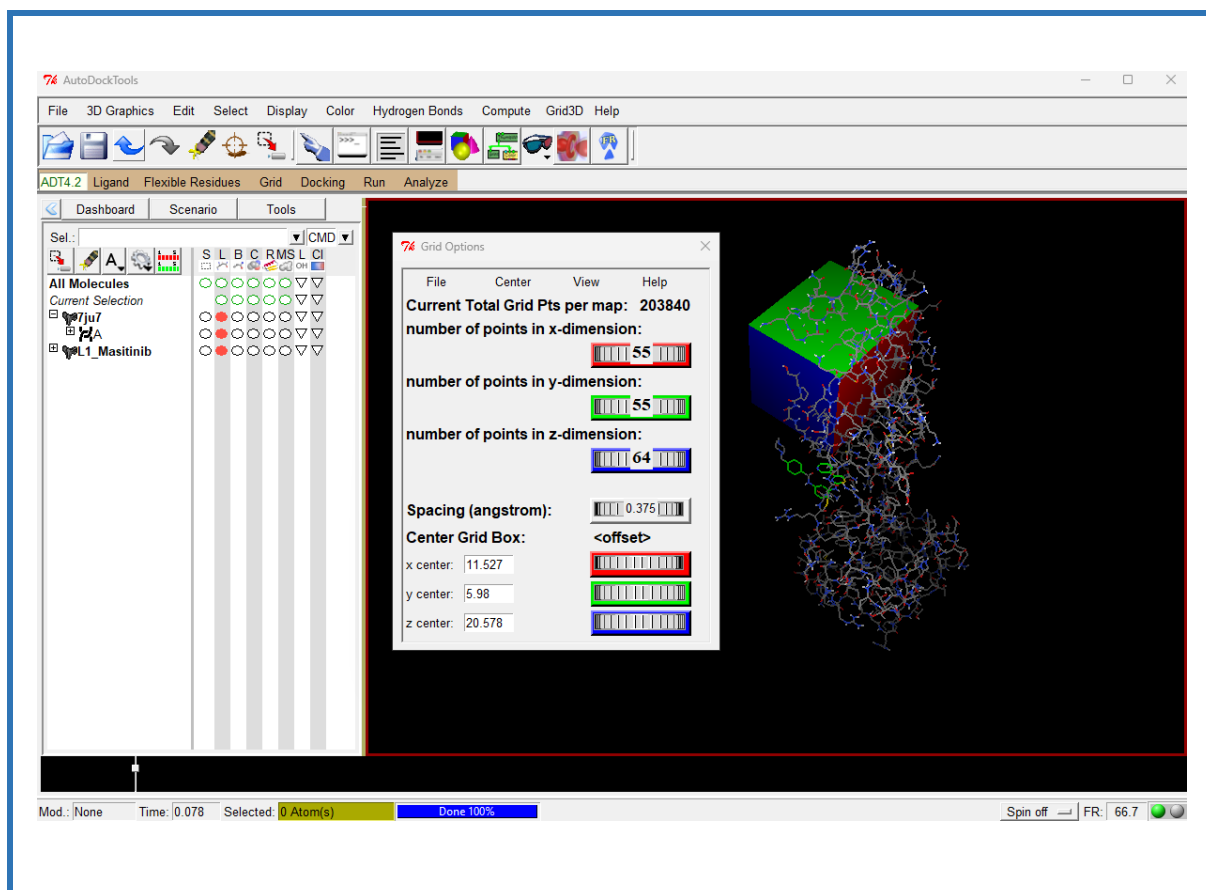 AutoDockTools
File 3D Graphics Edit Select Display Color Hydrogen Bonds Compute Grid3D Help
ADT4.2 Ligand Flexible Residues Grid Docking Run Analyze
Dashboard Scenario Tools
Sel.: CMD
A S L B C R MS L Cl
All Molecules
Current Selection
7ju7
A
L1_Masitinib
Grid Options
File Center View Help
Current Total Grid Pts per map: 203840
number of points in x-dimension:
55
number of points in y-dimension:
55
number of points in z-dimension:
64
Spacing (angstrom): 0.375
Center Grid Box: <offset>
x center: 11.527
y center: 5.98
z center: 20.578
Mod.: None Time: 0.078 Selected: 0 Atom(s) Done 100% Spin off FR: 66.7